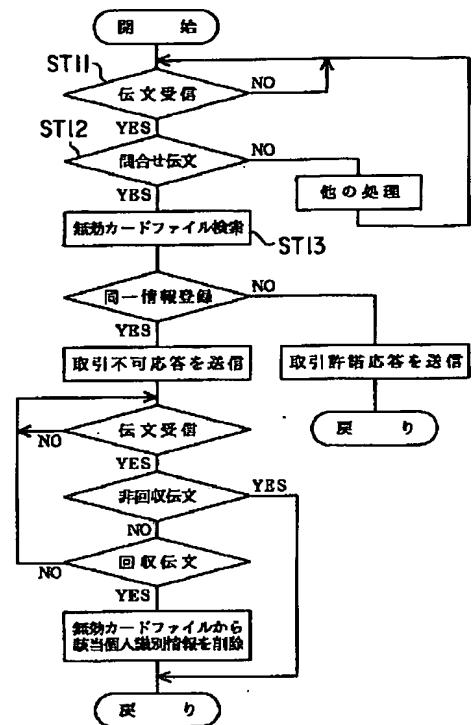 開 始
ST11
伝文受信
NO
YES
ST12
問合せ伝文
NO
YES
他の処理
無効カードファイル検索
ST13
同一情報登録
NO
YES
取引不可応答を送信
取引許諾応答を送信
戻 り
伝文受信
NO
YES
非回収伝文
YES
NO
回収伝文
NO
YES
無効カードファイルから
該当個人識別情報を削除
戻 り